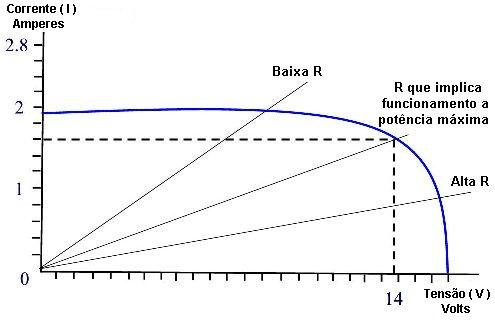 Corrente ( I )
Amperes
2.8
Baixa R
R que implica
funcionamento a
potência máxima
2
Alta R
1
0
14
Tensão ( V )
Volts